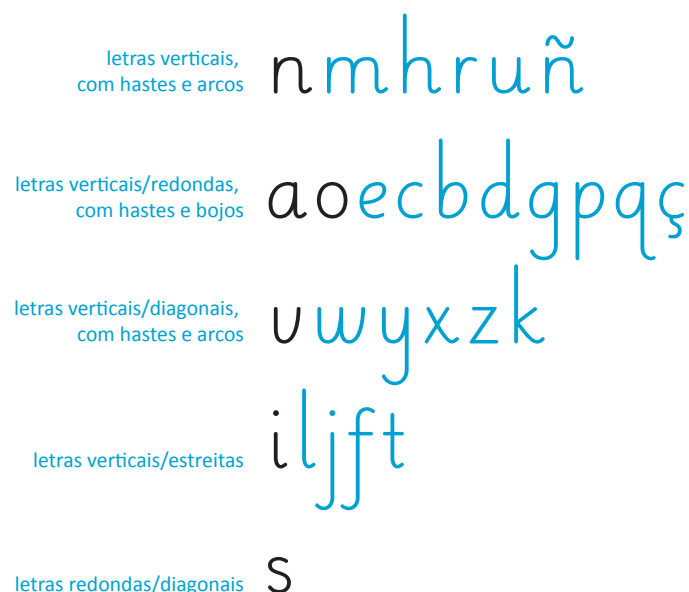 letras verticais,
com hastes e arcos
nmhruñ
letras verticais/redondas,
com hastes e bojos
aoecbdgpqç
letras verticais/diagonais,
com hastes e arcos
vwyxzk
letras verticais/estreitas
iljft
letras redondas/diagonais
s